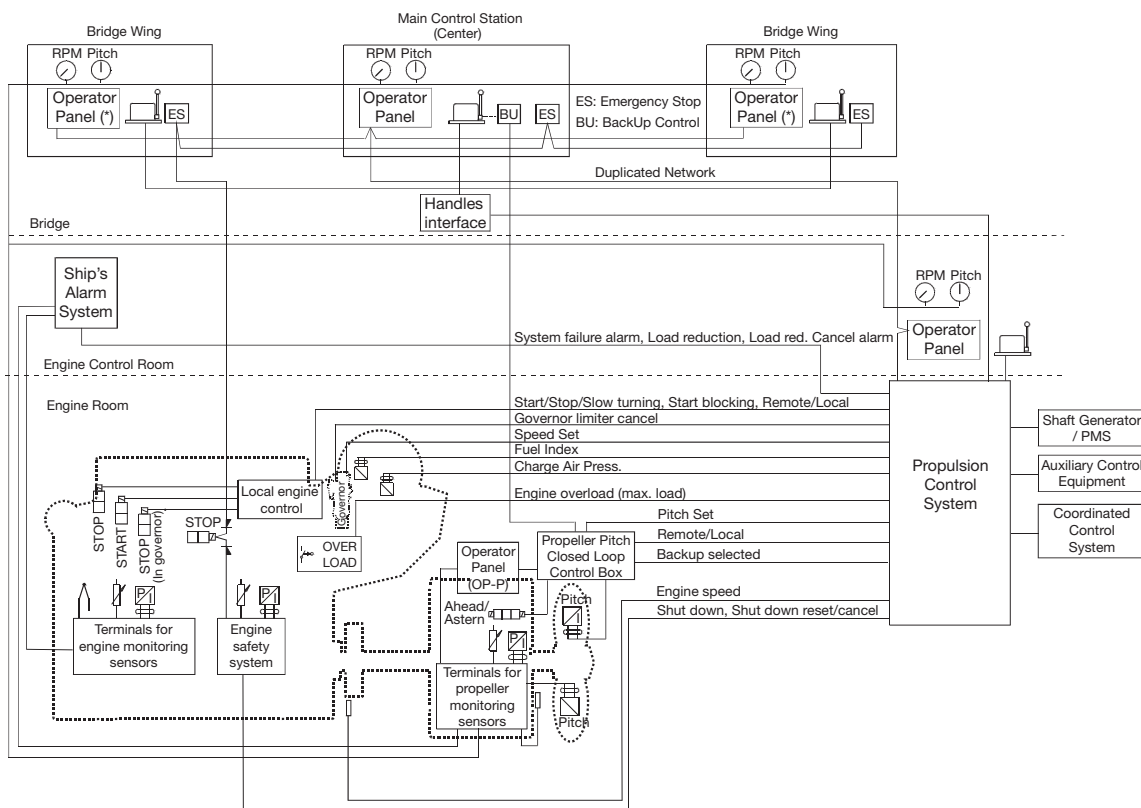 Main Control Station
(Center)
Bridge Wing
Bridge Wing
RPM Pitch
RPM Pitch
RPM Pitch
Operator
Panel (*)
ES
Operator
Panel
BU
ES
ES: Emergency Stop
BU: BackUp Control
Operator
Panel (*)
ES
Duplicated Network
Handles
interface
Bridge
Ship's
Alarm
System
RPM Pitch
Operator
Panel
System failure alarm, Load reduction, Load red. Cancel alarm
Engine Control Room
Engine Room
Start/Stop/Slow turning, Start blocking, Remote/Local
Governor limiter cancel
Speed Set
Fuel Index
Charge Air Press.
Engine overload (max. load)
Pitch Set
Remote/Local
Backup selected
Engine speed
Shut down, Shut down reset/cancel
Propulsion
Control
System
Shaft Generator
/ PMS
Auxiliary Control
Equipment
Coordinated
Control
System
Local engine
control
Governor
STOP
START
STOP
(In governor)
STOP
OVER
LOAD
Operator
Panel
(OP-P)
Propeller Pitch
Closed Loop
Control Box
Ahead/
Astern
Pitch
I
P
I
P
I
P
I
Terminals for
engine monitoring
sensors
Engine
safety
system
Terminals for
propeller
monitoring
sensors
Pitch